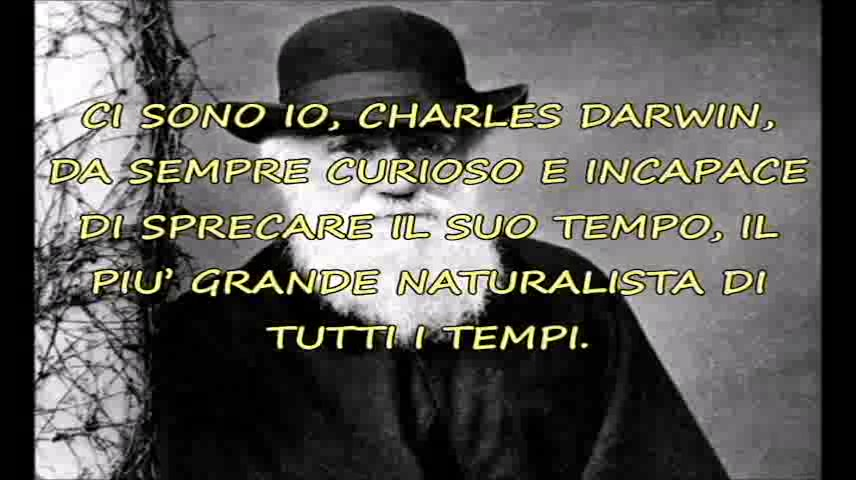 CI SONO IO, CHARLES DARWIN,
DA SEMPRE CURIOSO E INCAPACE
DI SPRECARE IL SUO TEMPO, IL
PIU' GRANDE NATURALISTA DI
TUTTI I TEMPI.